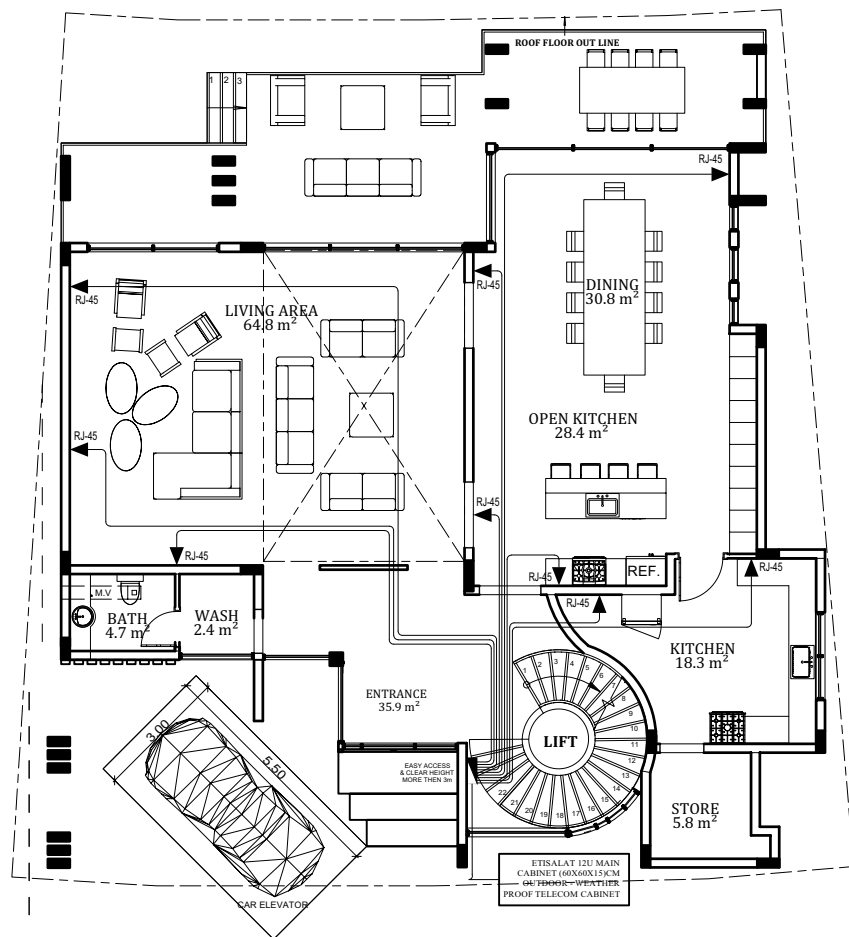 ROOF FLOOR OUT LINE
1 2 3
RJ-45
RJ-45
RJ-45
LIVING AREA
64.8 m²
DINING
30.8 m²
OPEN KITCHEN
28.4 m²
RJ-45
RJ-45
RJ-45
RJ-45
REF.
RJ-45
RJ-45
M.V
BATH
4.7 m²
WASH
2.4 m²
KITCHEN
18.3 m²
ENTRANCE
35.9 m²
1
2
3
4
5
6
7
8
9
10
11
12
13
14
15
16
17
18
19
20
21
22
LIFT
3.00
5.50
EASY ACCESS
& CLEAR HEIGHT
MORE THEN 3m
STORE
5.8 m²
ETISALAT 12U MAIN
CABINET (60X60X15)CM
OUTDOOR - WEATHER
PROOF TELECOM CABINET
CAR ELEVATOR
X